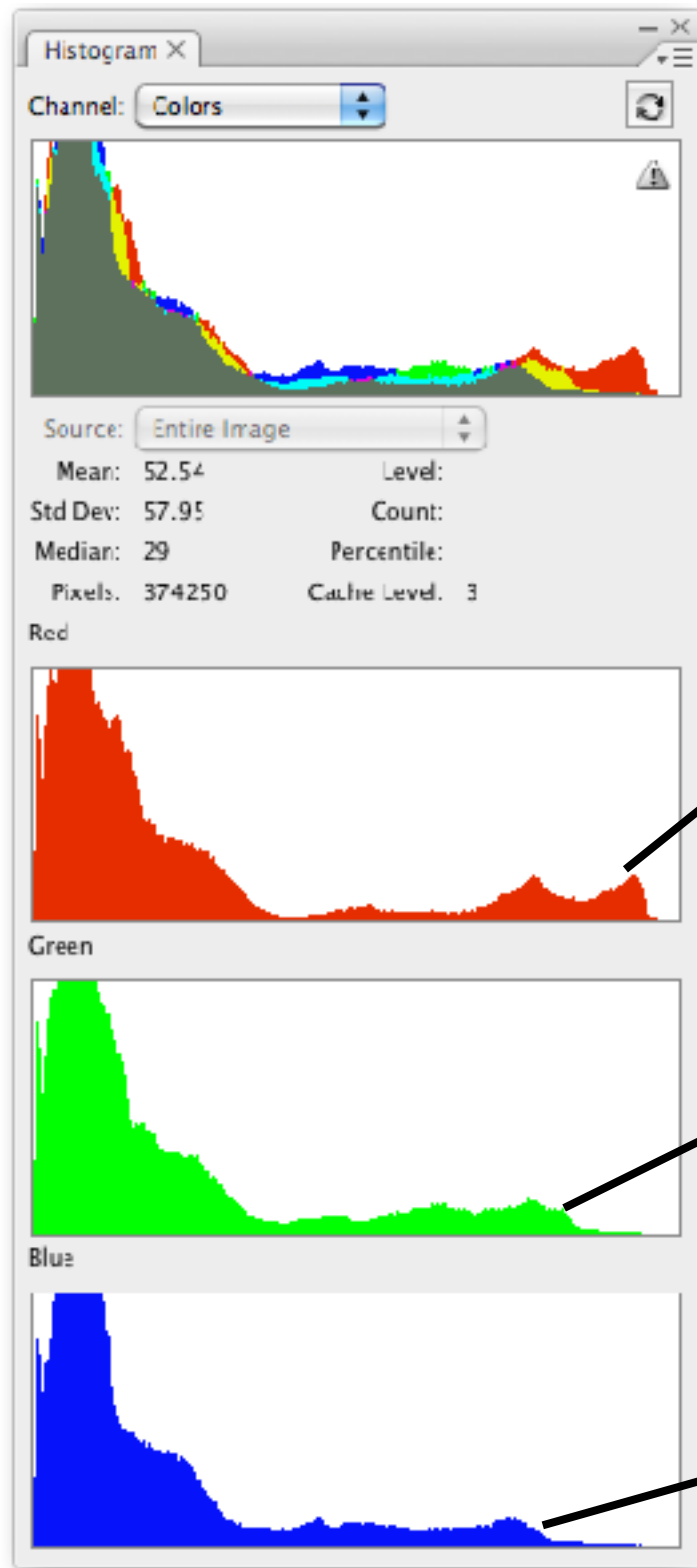 Histogram
Channel: Colors
Source: Entire Image
Mean: 52.54 Level:
Std Dev: 57.95 Count:
Median: 29 Percentile:
Pixels: 374250 Cache Level: 3
Red
Green
Blue